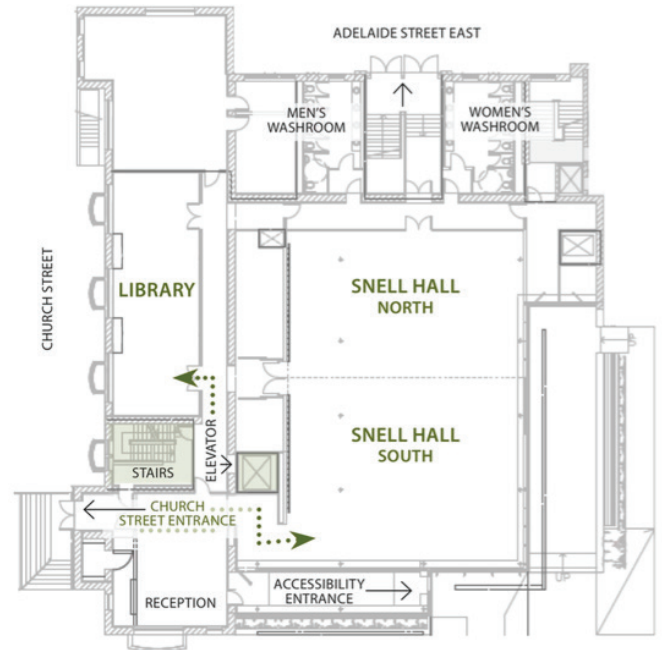 ADELAIDE STREET EAST
MEN'S
WASHROOM
WOMEN'S
WASHROOM
CHURCH STREET
LIBRARY
SNELL HALL
NORTH
SNELL HALL
SOUTH
ELEVATOR
STAIRS
CHURCH
STREET ENTRANCE
RECEPTION
ACCESSIBILITY
ENTRANCE